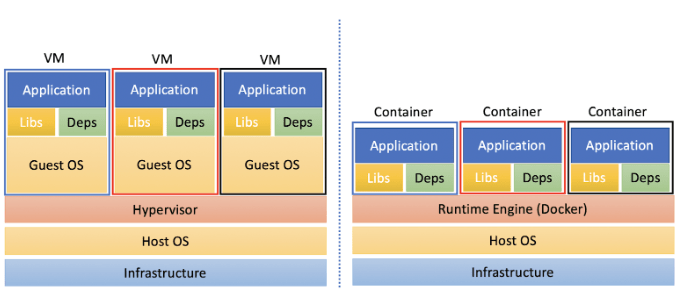 VM
VM
VM
Application
Application
Application
Libs Deps
Libs Deps
Libs Deps
Guest OS
Guest OS
Guest OS
Hypervisor
Host OS
Infrastructure
Container
Container
Container
Application
Application
Application
Libs Deps
Libs Deps
Libs Deps
Runtime Engine (Docker)
Host OS
Infrastructure